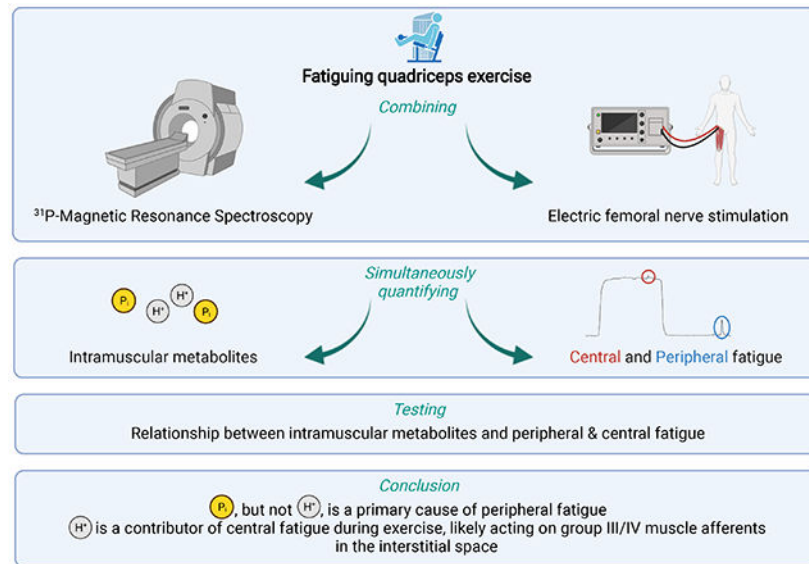 Fatiguing quadriceps exercise
Combining
³¹P-Magnetic Resonance Spectroscopy
Electric femoral nerve stimulation
Simultaneously
quantifying
Pᵢ H⁺ H⁺ Pᵢ
Intramuscular metabolites
Central and Peripheral fatigue
Testing
Relationship between intramuscular metabolites and peripheral & central fatigue
Conclusion
Pᵢ, but not H⁺, is a primary cause of peripheral fatigue
H⁺ is a contributor of central fatigue during exercise, likely acting on group III/IV muscle afferents
in the interstitial space